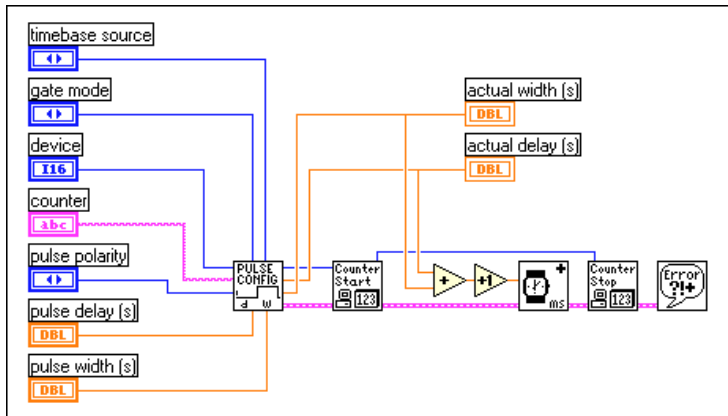 timebase source
gate mode
device
I16
counter
abc
pulse polarity
pulse delay (s)
DBL
pulse width (s)
DBL
actual width (s)
DBL
actual delay (s)
DBL
PULSE
CONFIG
d W
Counter
Start
123
+
+1
+
ms
Counter
Stop
123
Error
?!+